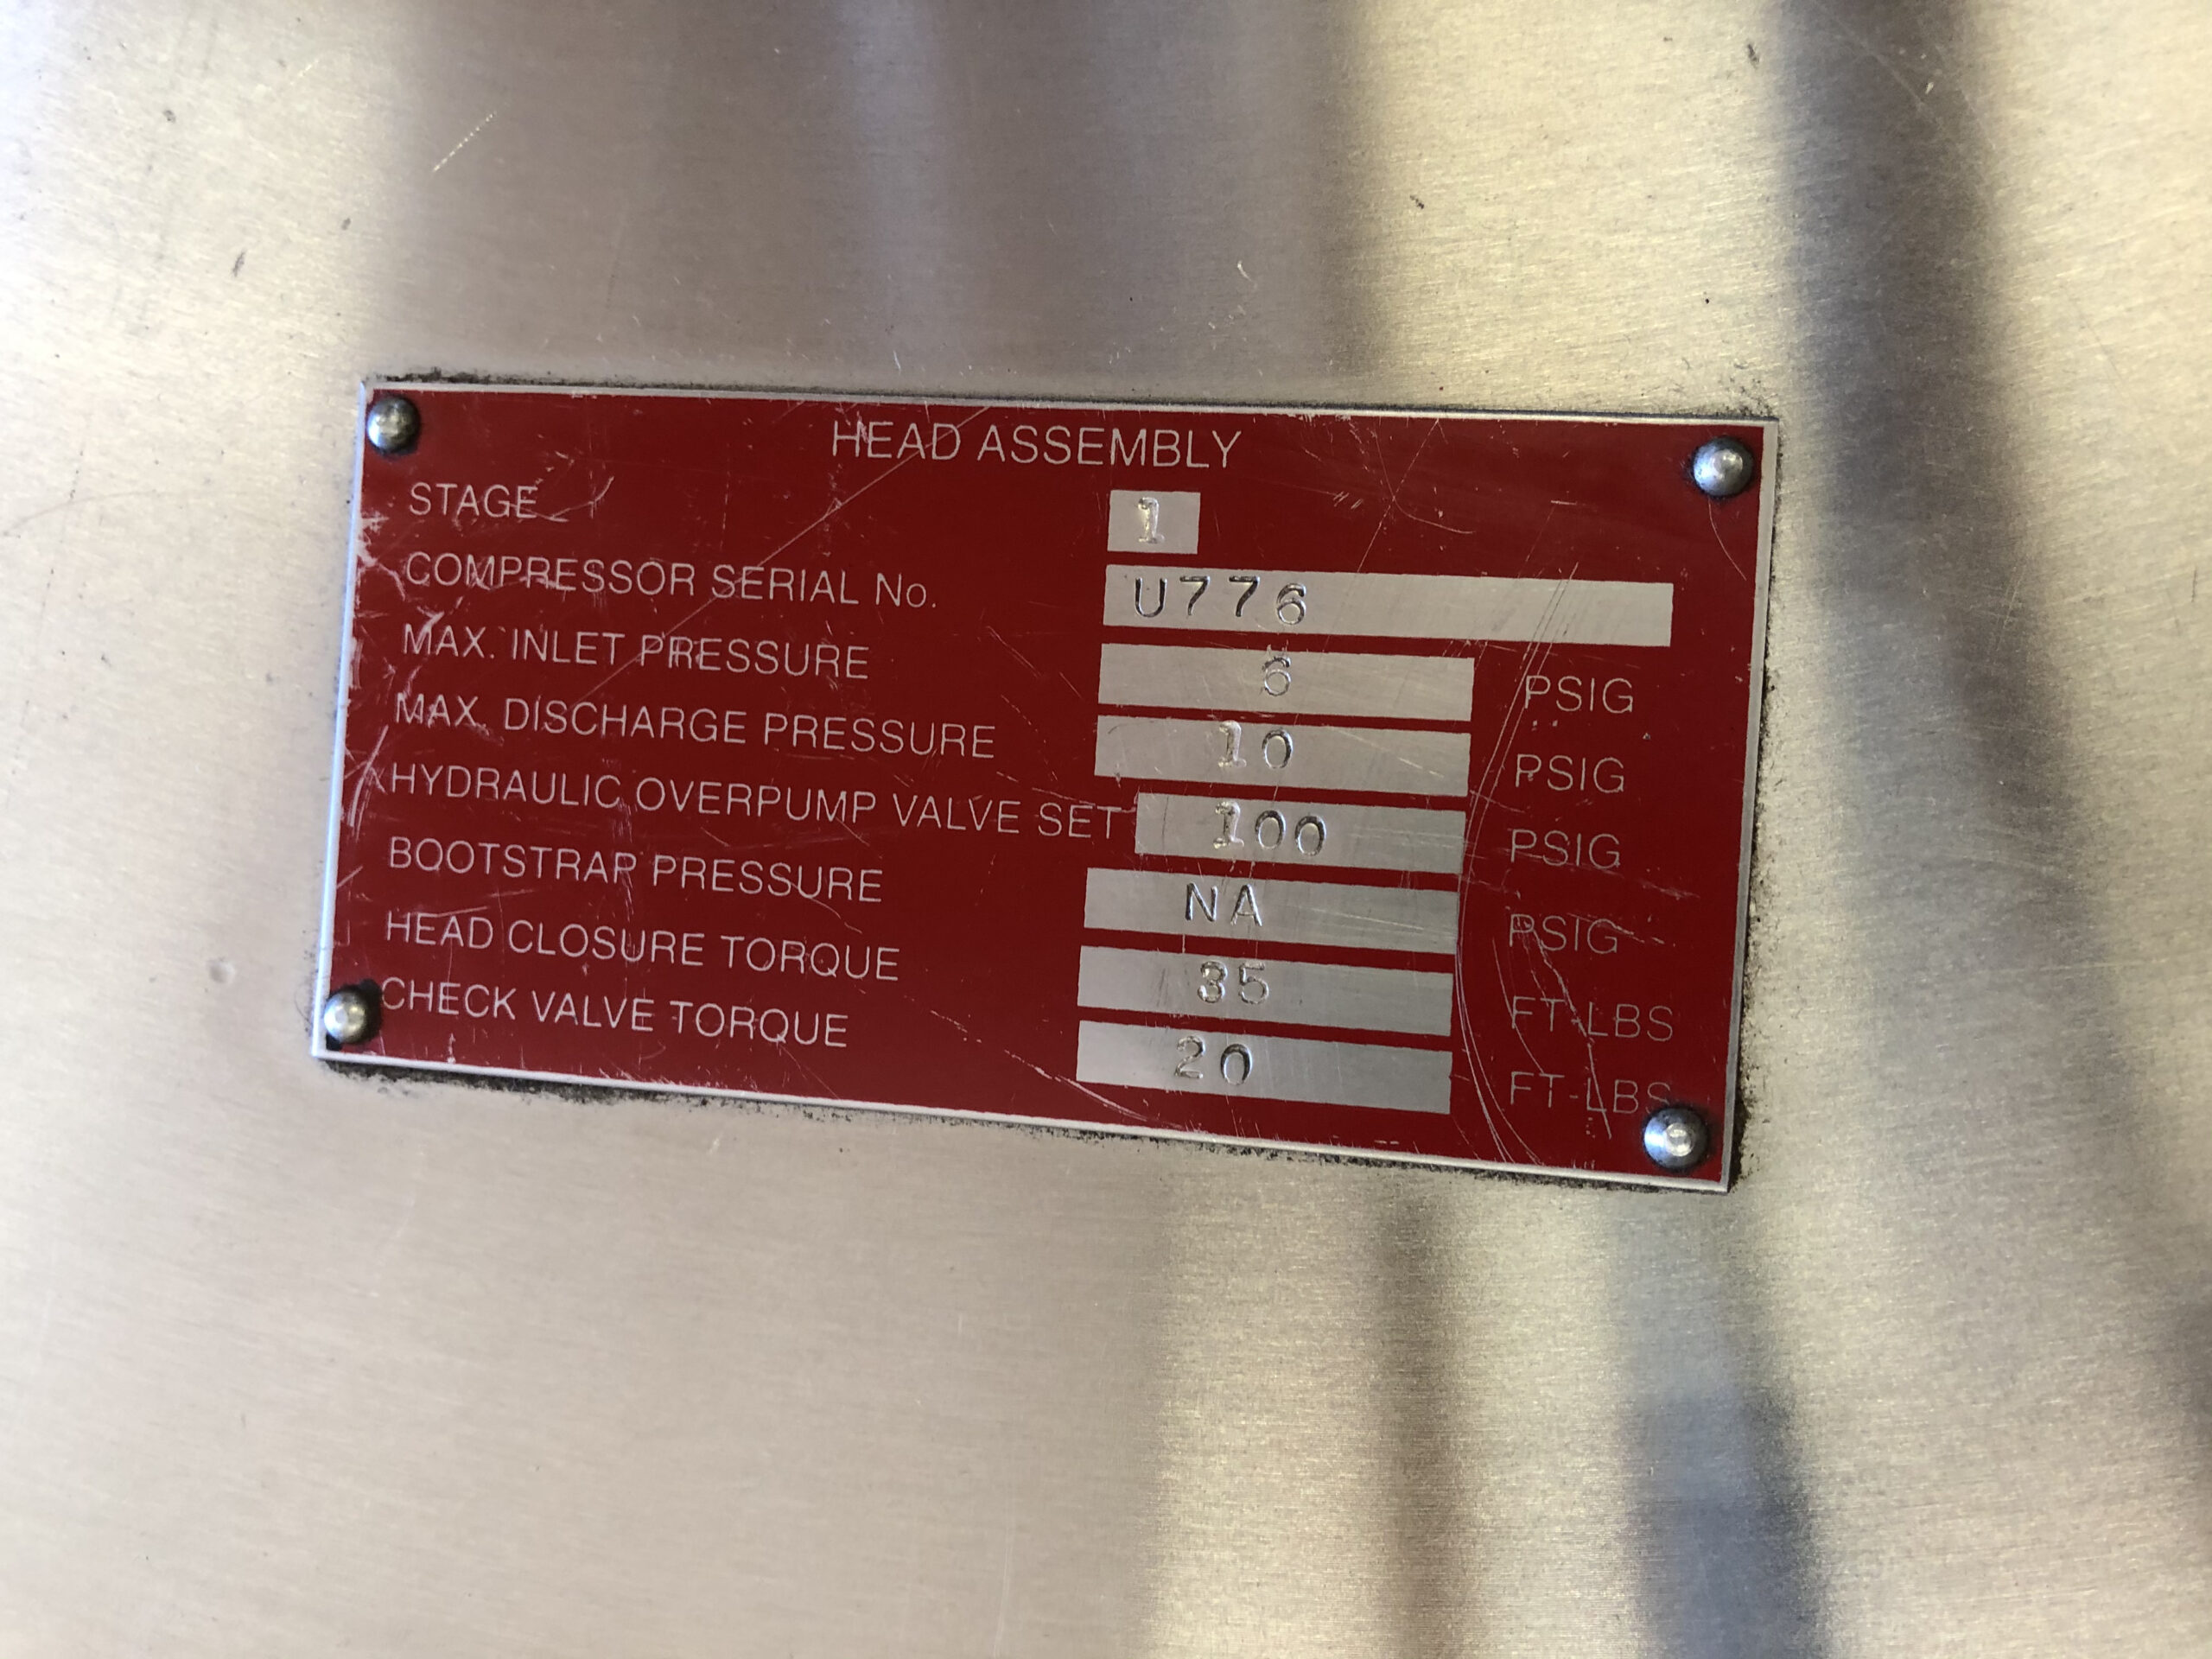 HEAD ASSEMBLY
STAGE 1
COMPRESSOR SERIAL No. U776
MAX. INLET PRESSURE PSIG
MAX. DISCHARGE PRESSURE 10 PSIG
HYDRAULIC OVERPUMP VALVE SET 100 PSIG
BOOTSTRAP PRESSURE NA PSIG
HEAD CLOSURE TORQUE 35 FT-LBS
CHECK VALVE TORQUE 20 FT-LBS